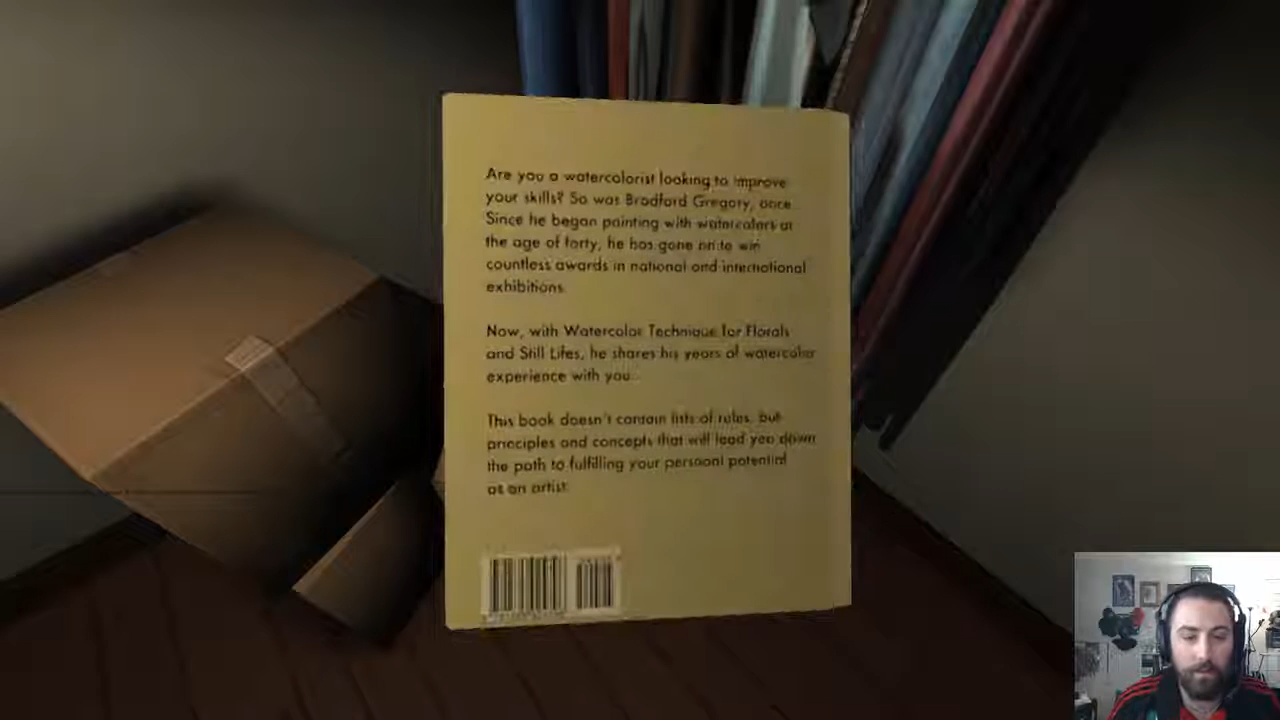 Are you a watercolorist looking to improve
your skills? So was Bradford Gregory, once.
Since he began painting with watercolors at
the age of forty, he has gone on to win
countless awards in national and international
exhibitions.
Now, with Watercolor Technique for Florals
and Still Lifes, he shares his years of watercolor
experience with you.
This book doesn't contain lists of rules, but
principles and concepts that will lead you down
the path to fulfilling your personal potential
as an artist.